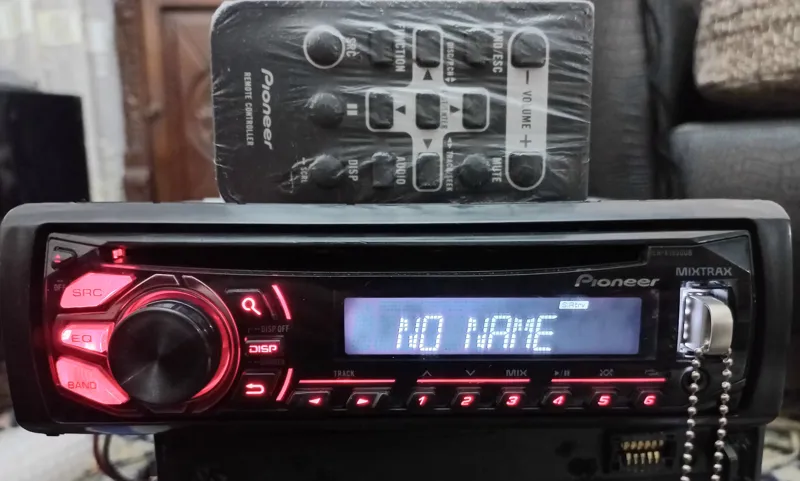 Pioneer
REMOTE CONTROLLER
SRC
FUNCTION
BAND/ESC
VOLUME
- +
AUDIO
DISP
MUTE
Pioneer
MIXTRAX
SRC
EQ
BAND
DISP OFF
DISP
NO NAME
TRACK
MIX
1 2 3 4 5 6